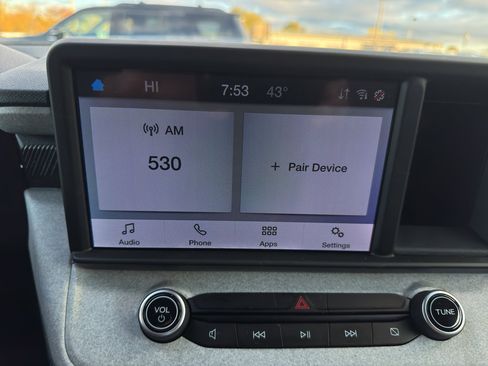 HI 7:53 43°
AM
530
+ Pair Device
Audio Phone Apps Settings
VOL
TUNE